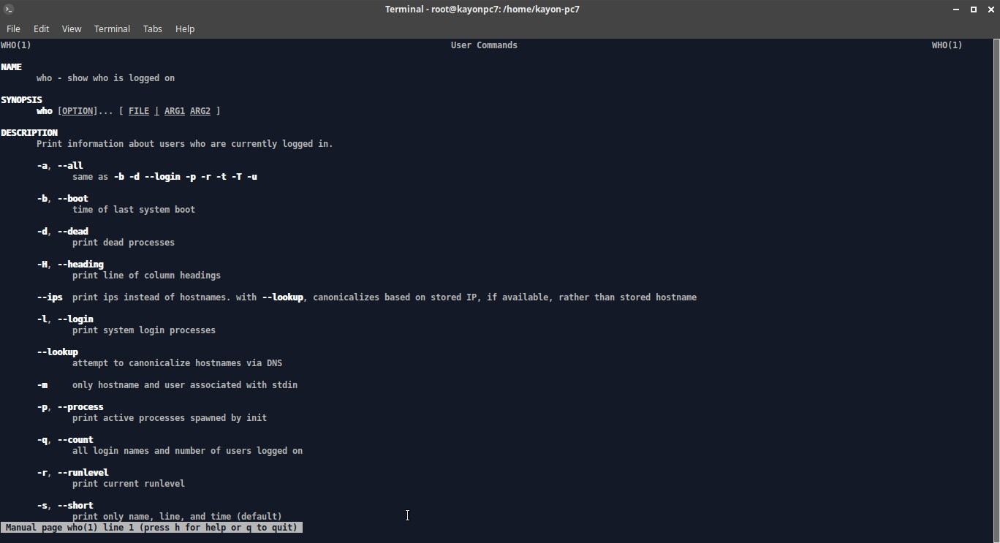 Terminal - root@kayonpc7: /home/kayon-pc7
File Edit View Terminal Tabs Help
WHO(1) User Commands WHO(1)
NAME
who - show who is logged on
SYNOPSIS
who [OPTION]... [ FILE | ARG1 ARG2 ]
DESCRIPTION
Print information about users who are currently logged in.
-a, --all
same as -b -d --login -p -r -t -T -u
-b, --boot
time of last system boot
-d, --dead
print dead processes
-H, --heading
print line of column headings
--ips print ips instead of hostnames. with --lookup, canonicalizes based on stored IP, if available, rather than stored hostname
-l, --login
print system login processes
--lookup
attempt to canonicalize hostnames via DNS
-m only hostname and user associated with stdin
-p, --process
print active processes spawned by init
-q, --count
all login names and number of users logged on
-r, --runlevel
print current runlevel
-s, --short
print only name, line, and time (default)
Manual page who(1) line 1 (press h for help or q to quit)